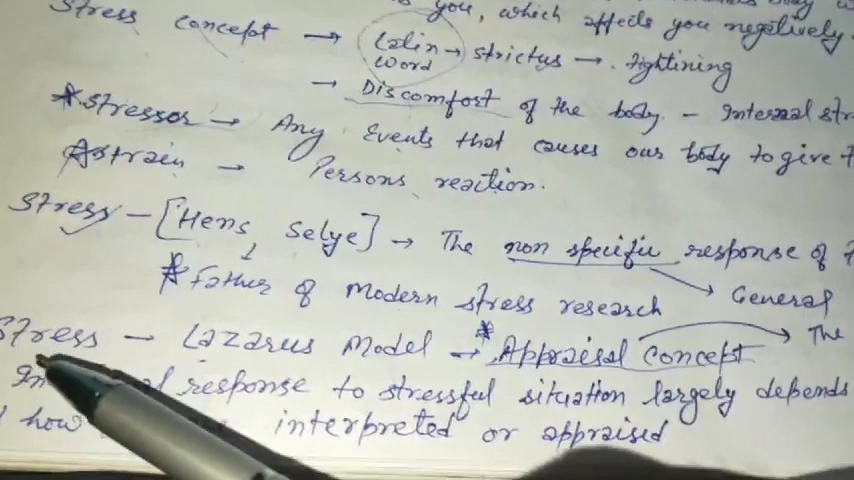 you, which affects you negatively.
Stress concept → Latin word → strictus → Tightining
→ Discomfost of the body - Internal
*Stressor → Any Events that causes our body to give
*Strain → Persons reaction.
Stress - [Hens Selye] → The non specific response of
* Father of Modern stress research General
Stress - Lazarus Model → * Appraisal concept → The
response to stressful situation largely depends
how interpreted or appraised